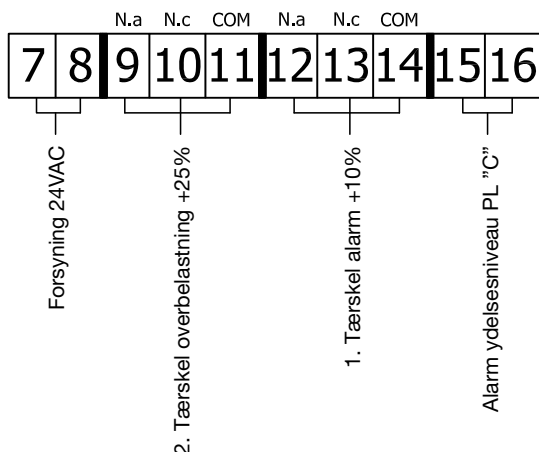 N.a N.c COM N.a N.c COM
7 8 9 10 11 12 13 14 15 16
Forsyning 24VAC
2. Tærskel overbelastning +25%
1. Tærskel alarm +10%
Alarm ydelsesniveau PL "C"